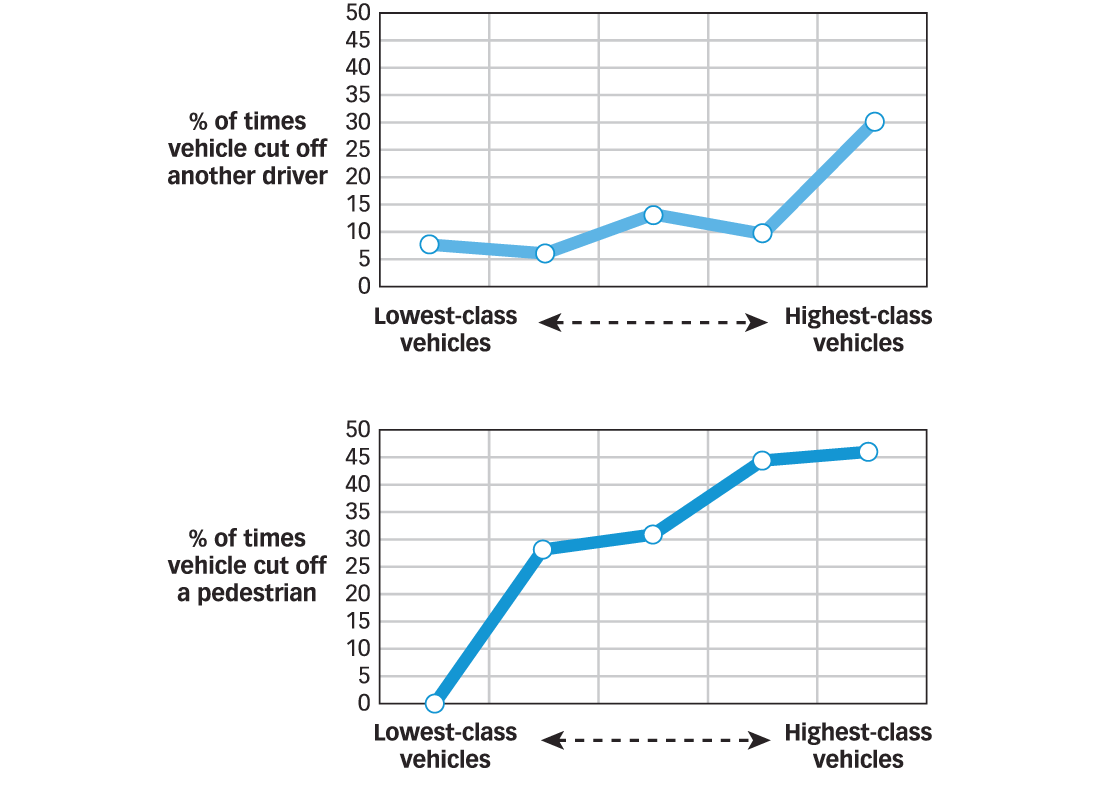 50
45
40
35
30
25
20
15
10
5
0
% of times
vehicle cut off
another driver
Lowest-class
vehicles
Highest-class
vehicles
50
45
40
35
30
25
20
15
10
5
0
% of times
vehicle cut off
a pedestrian
Lowest-class
vehicles
Highest-class
vehicles